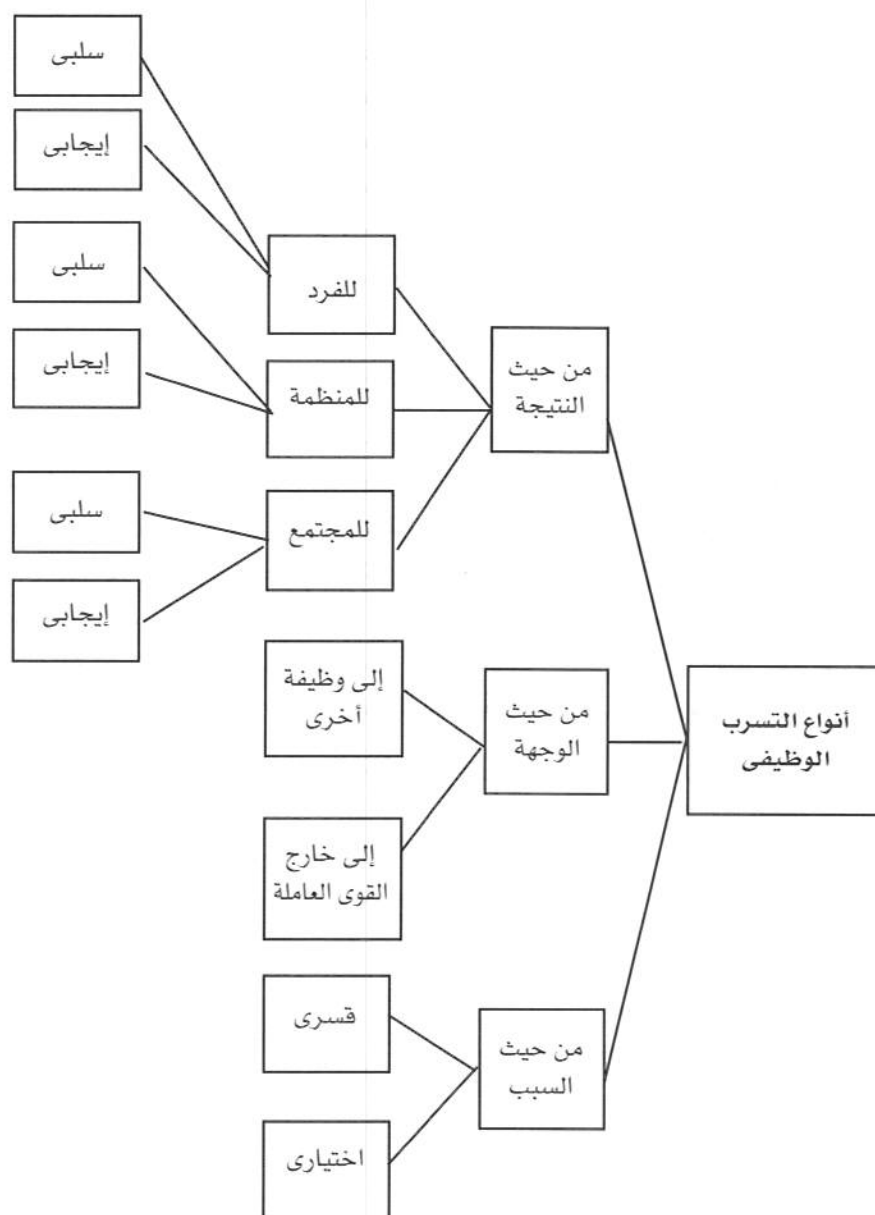 أنواع التسرب
الوظيفى
من حيث
النتيجة
للفرد
سلبى
إيجابى
للمنظمة
سلبى
إيجابى
للمجتمع
سلبى
إيجابى
من حيث
الوجهة
إلى وظيفة
أخرى
إلى خارج
القوى العاملة
من حيث
السبب
قسرى
اختيارى